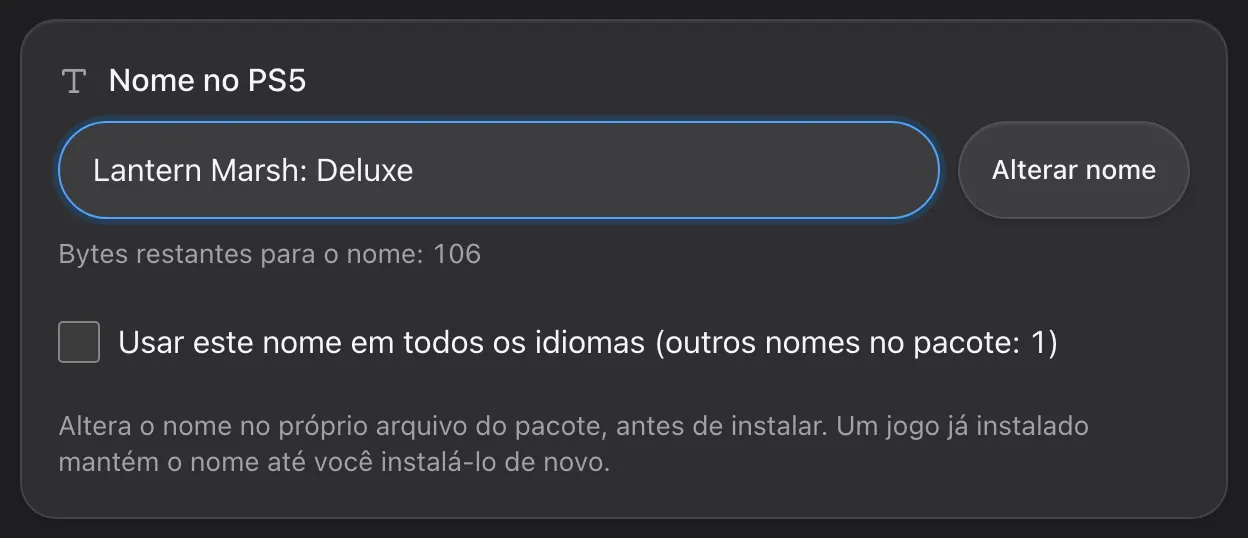 Nome no PS5
Lantern Marsh: Deluxe
Alterar nome
Bytes restantes para o nome: 106
Usar este nome em todos os idiomas (outros nomes no pacote: 1)
Altera o nome no próprio arquivo do pacote, antes de instalar. Um jogo já instalado
mantém o nome até você instalá-lo de novo.